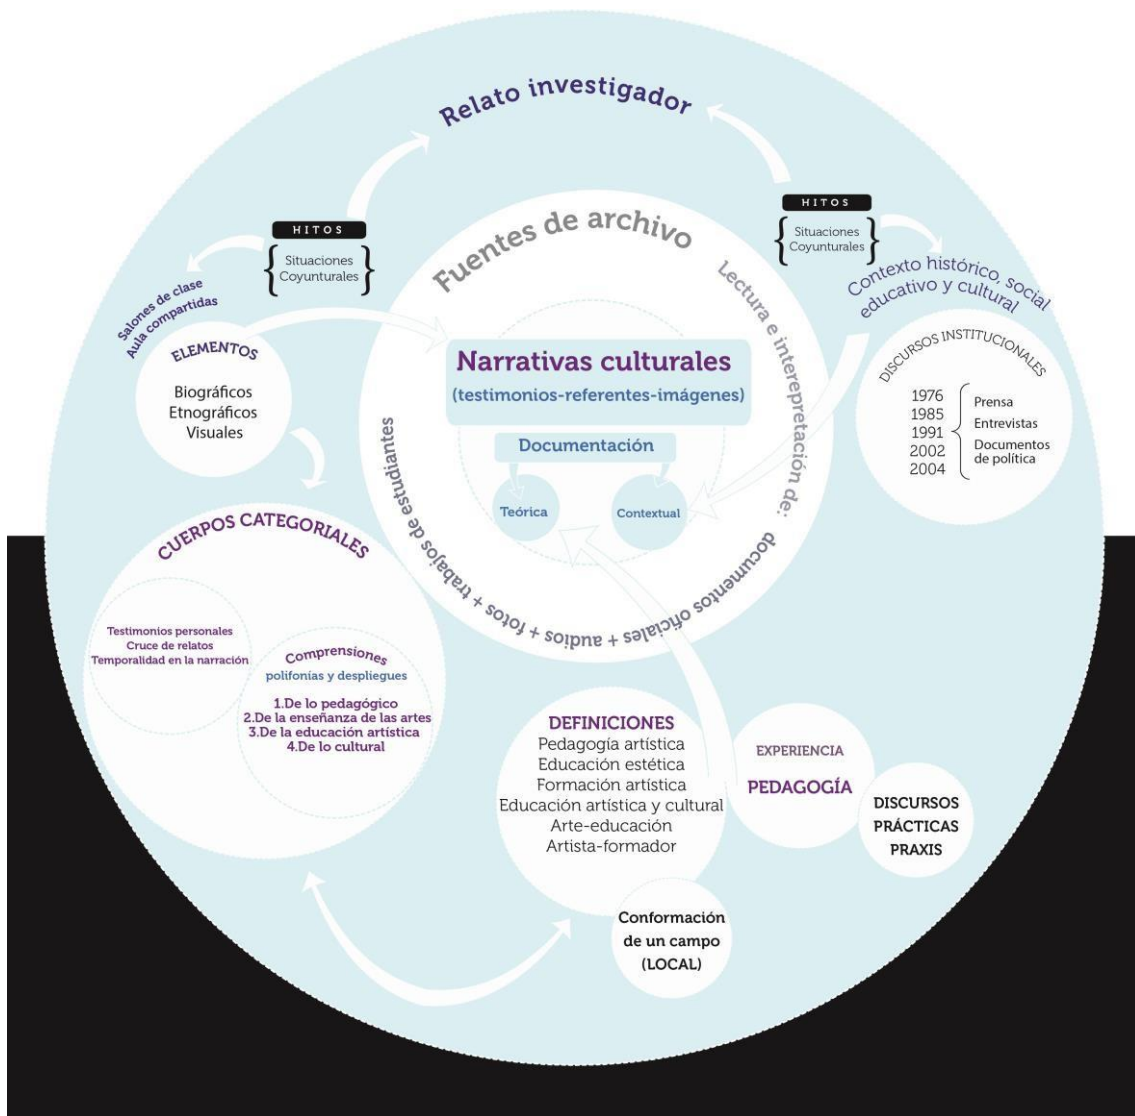 Relato investigador
HITOS
Situaciones
Coyunturales
HITOS
Situaciones
Coyunturales
Salones de clase
Aula compartidas
ELEMENTOS
Biográficos
Etnográficos
Visuales
Fuentes de archivo
Lectura e interepretación de:
documentos oficiales + audios + fotos + trabajos de estudiantes
Narrativas culturales
(testimonios-referentes-imágenes)
Documentación
Teórica
Contextual
Contexto histórico, social
educativo y cultural
DISCURSOS INSTITUCIONALES
1976
1985
1991
2002
2004
Prensa
Entrevistas
Documentos
de política
CUERPOS CATEGORIALES
Testimonios personales
Cruce de relatos
Temporalidad en la narración
Comprensiones
polifonías y despliegues
1.De lo pedagógico
2.De la enseñanza de las artes
3.De la educación artística
4.De lo cultural
DEFINICIONES
Pedagogía artística
Educación estética
Formación artística
Educación artística y cultural
Arte-educación
Artista-formador
EXPERIENCIA
PEDAGOGÍA
DISCURSOS
PRÁCTICAS
PRAXIS
Conformación
de un campo
(LOCAL)